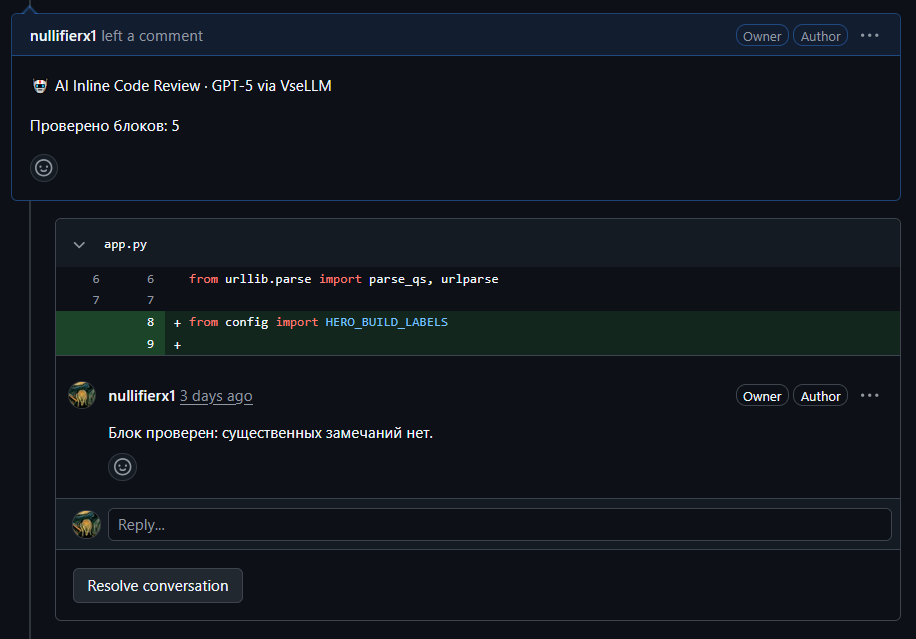 nullifierx1 left a comment Owner Author
AI Inline Code Review · GPT-5 via VseLLM
Проверено блоков: 5
app.py
6 6 from urllib.parse import parse_qs, urlparse
7 7
8 + from config import HERO_BUILD_LABELS
9 +
nullifierx1 3 days ago Owner Author
Блок проверен: существенных замечаний нет.
Reply...
Resolve conversation